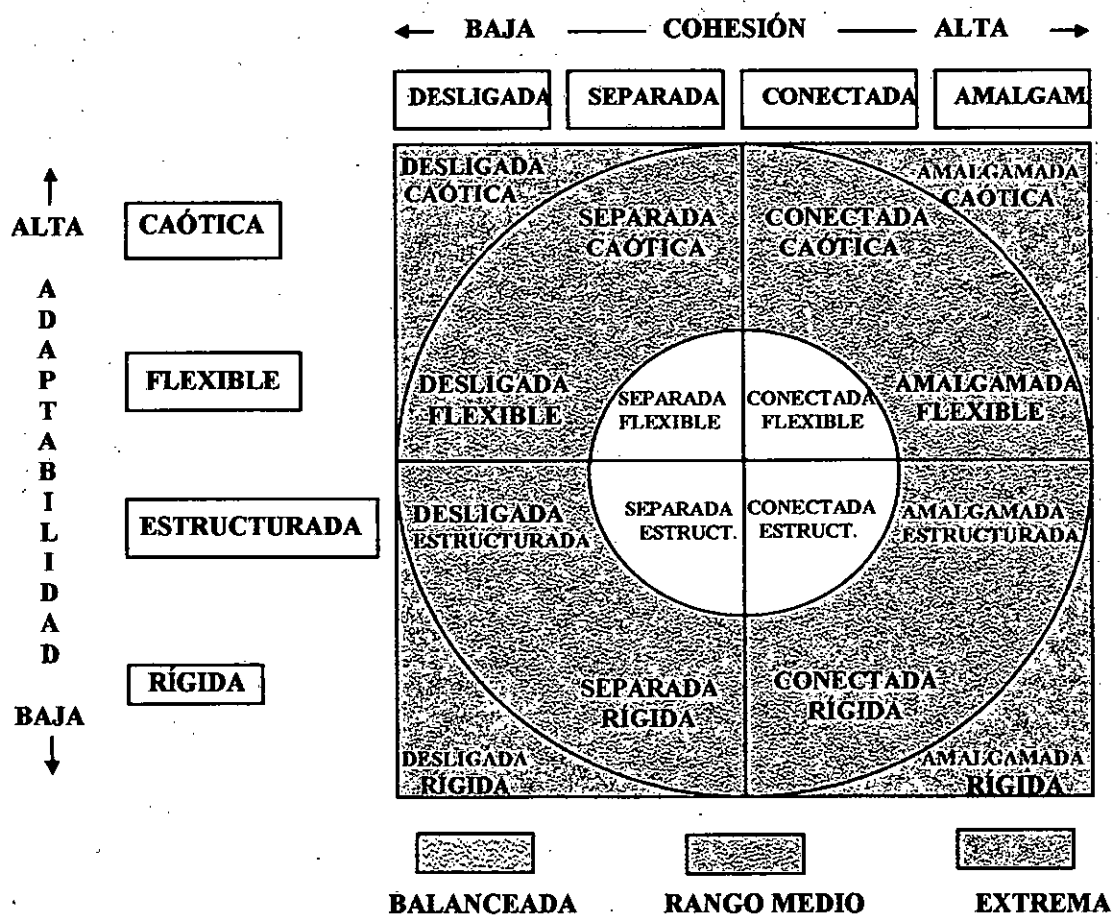 BAJA COHESIÓN ALTA
DESLIGADA SEPARADA CONECTADA AMALGAM.
ALTA
ADAPTABILIDAD
BAJA
CAÓTICA
FLEXIBLE
ESTRUCTURADA
RÍGIDA
DESLIGADA
CAÓTICA
SEPARADA
CAÓTICA
CONECTADA
CAÓTICA
AMALGAMADA
CAÓTICA
DESLIGADA
FLEXIBLE
SEPARADA
FLEXIBLE
CONECTADA
FLEXIBLE
AMALGAMADA
FLEXIBLE
DESLIGADA
ESTRUCTURADA
SEPARADA
ESTRUCT.
CONECTADA
ESTRUCT.
AMALGAMADA
ESTRUCTURADA
DESLIGADA
RÍGIDA
SEPARADA
RÍGIDA
CONECTADA
RÍGIDA
AMALGAMADA
RÍGIDA
BALANCEADA RANGO MEDIO EXTREMA